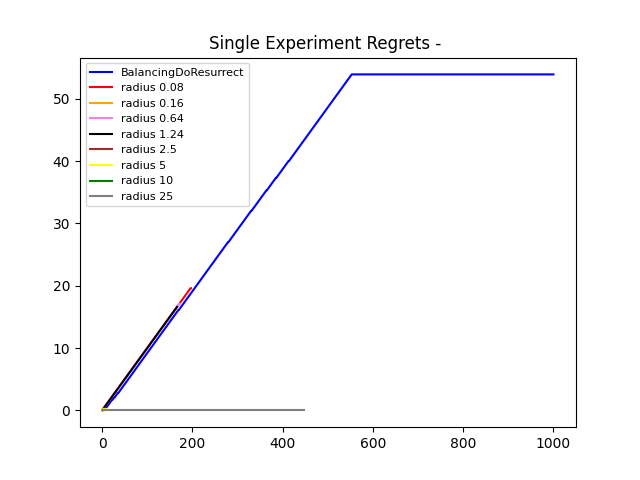 Single Experiment Regrets -
BalancingDoResurrect
radius 0.08
radius 0.16
radius 0.64
radius 1.24
radius 2.5
radius 5
radius 10
radius 25
50
40
30
20
10
0
0 200 400 600 800 1000